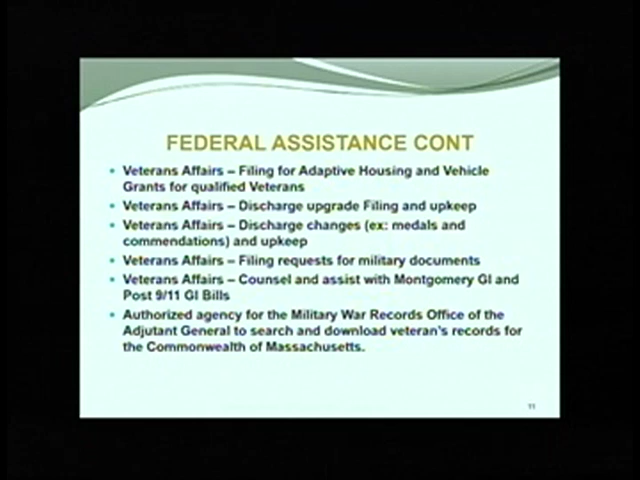 FEDERAL ASSISTANCE CONT
• Veterans Affairs – Filing for Adaptive Housing and Vehicle
Grants for qualified Veterans
• Veterans Affairs – Discharge upgrade Filing and upkeep
• Veterans Affairs – Discharge changes (ex: medals and
commendations) and upkeep
• Veterans Affairs – Filing requests for military documents
• Veterans Affairs – Counsel and assist with Montgomery GI and
Post 9/11 GI Bills
• Authorized agency for the Military War Records Office of the
Adjutant General to search and download veteran's records for
the Commonwealth of Massachusetts.
11